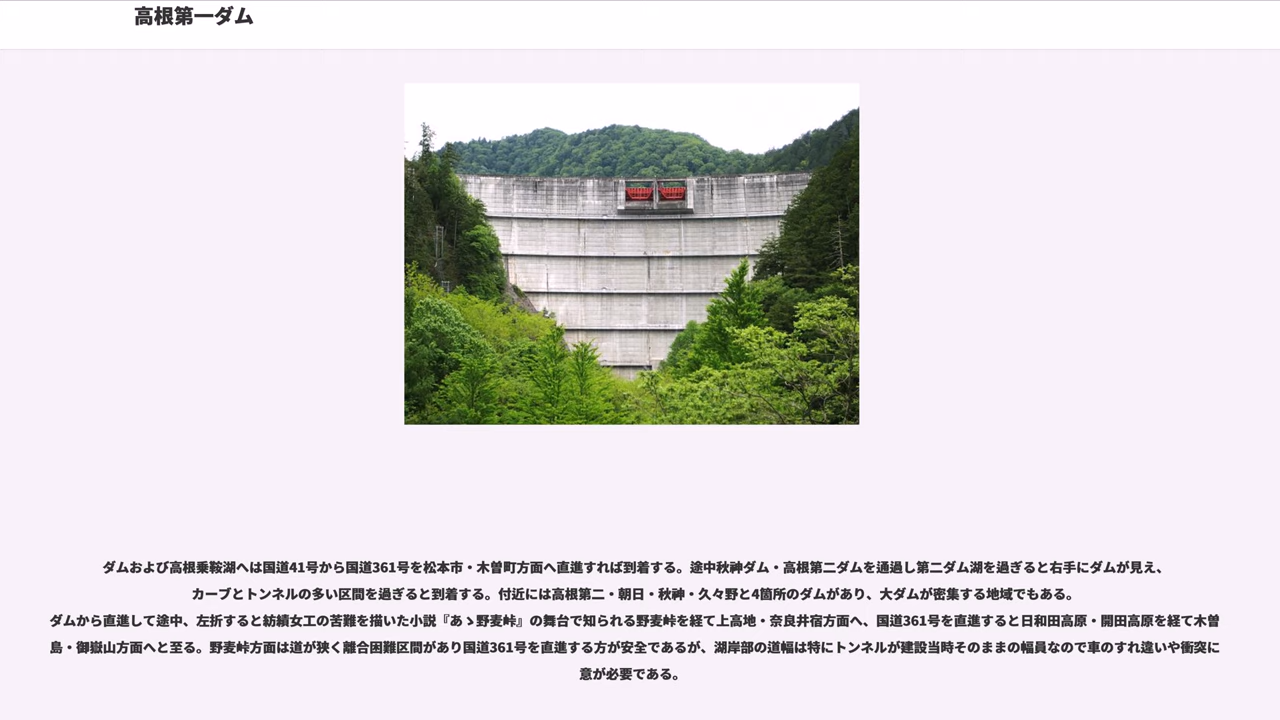 高根第一ダム
ダムおよび高根乗鞍湖へは国道41号から国道361号を松本市・木曽町方面へ直進すれば到着する。途中秋神ダム・高根第二ダムを通過し第二ダム湖を過ぎると右手にダムが見え、
カーブとトンネルの多い区間を過ぎると到着する。付近には高根第二・朝日・秋神・久々野と4箇所のダムがあり、大ダムが密集する地域でもある。
ダムから直進して途中、左折すると紡績女工の苦難を描いた小説『あゝ野麦峠』の舞台で知られる野麦峠を経て上高地・奈良井宿方面へ、国道361号を直進すると日和田高原・開田高原を経て木曽
島・御嶽山方面へと至る。野麦峠方面は道が狭く離合困難区間があり国道361号を直進する方が安全であるが、湖岸部の道幅は特にトンネルが建設当時そのままの幅員なので車のすれ違いや衝突に
意が必要である。